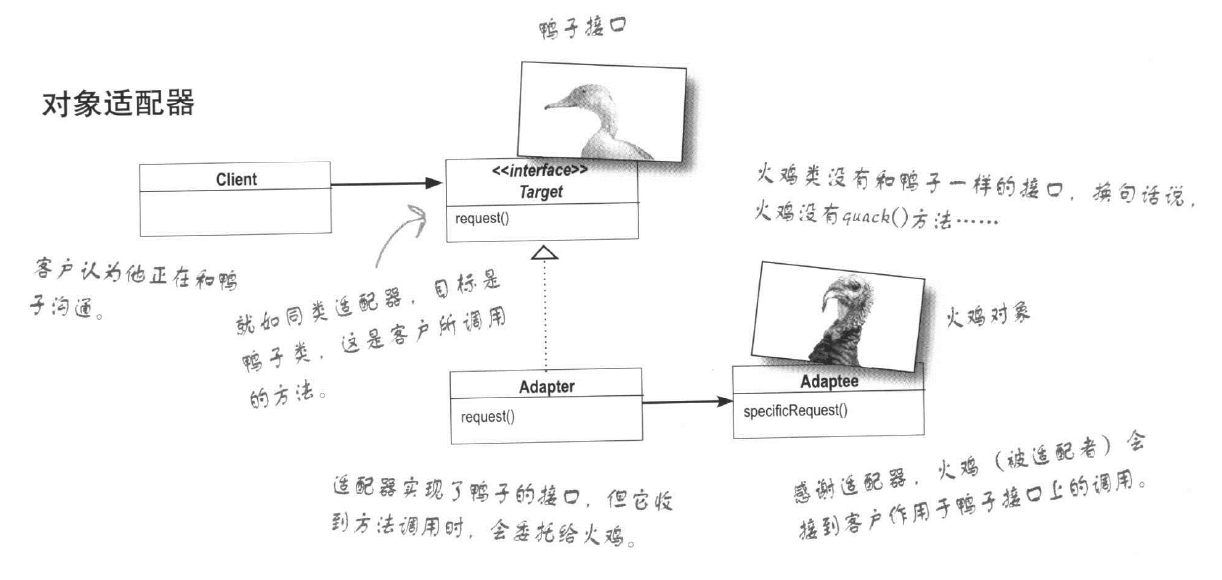 鸭子接口
对象适配器
Client
<<interface>>
Target
request()
火鸡类没有和鸭子一样的接口，换句话说，
火鸡没有quack()方法……
客户认为他正在和鸭
子沟通。
就如同类适配器，目标是
鸭子类，这是客户所调用
的方法。
火鸡对象
Adapter
request()
Adaptee
specificRequest()
适配器实现了鸭子的接口，但它收
到方法调用时，会委托给火鸡。
感谢适配器，火鸡（被适配者）会
接到客户作用于鸭子接口上的调用。